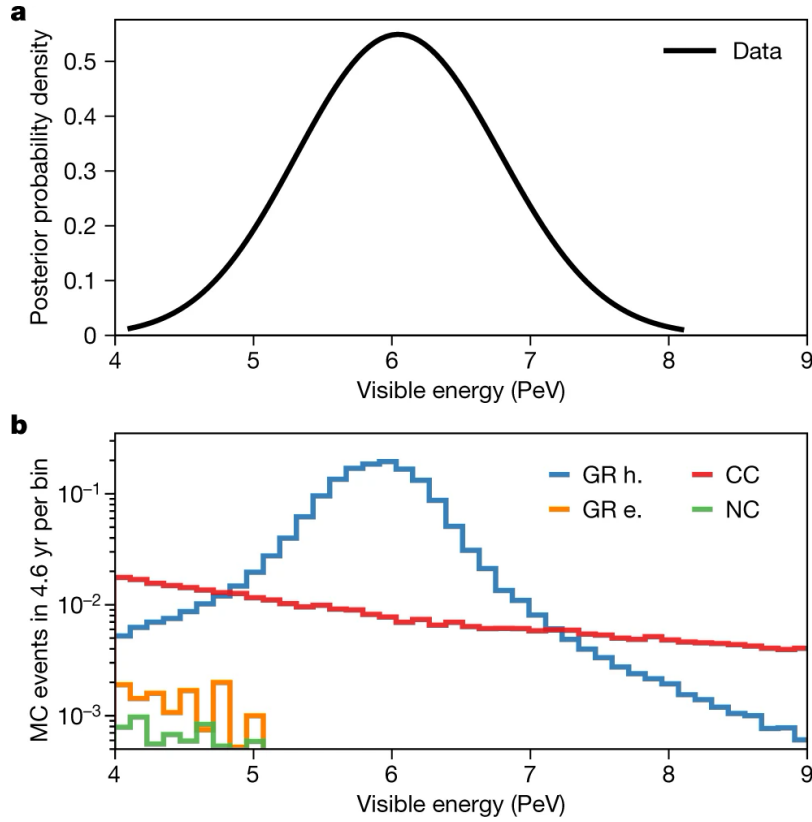 a
Posterior probability density
0.5
0.4
0.3
0.2
0.1
0
Data
4 5 6 7 8 9
Visible energy (PeV)
b
MC events in 4.6 yr per bin
10⁻¹
10⁻²
10⁻³
GR h. CC
GR e. NC
4 5 6 7 8 9
Visible energy (PeV)